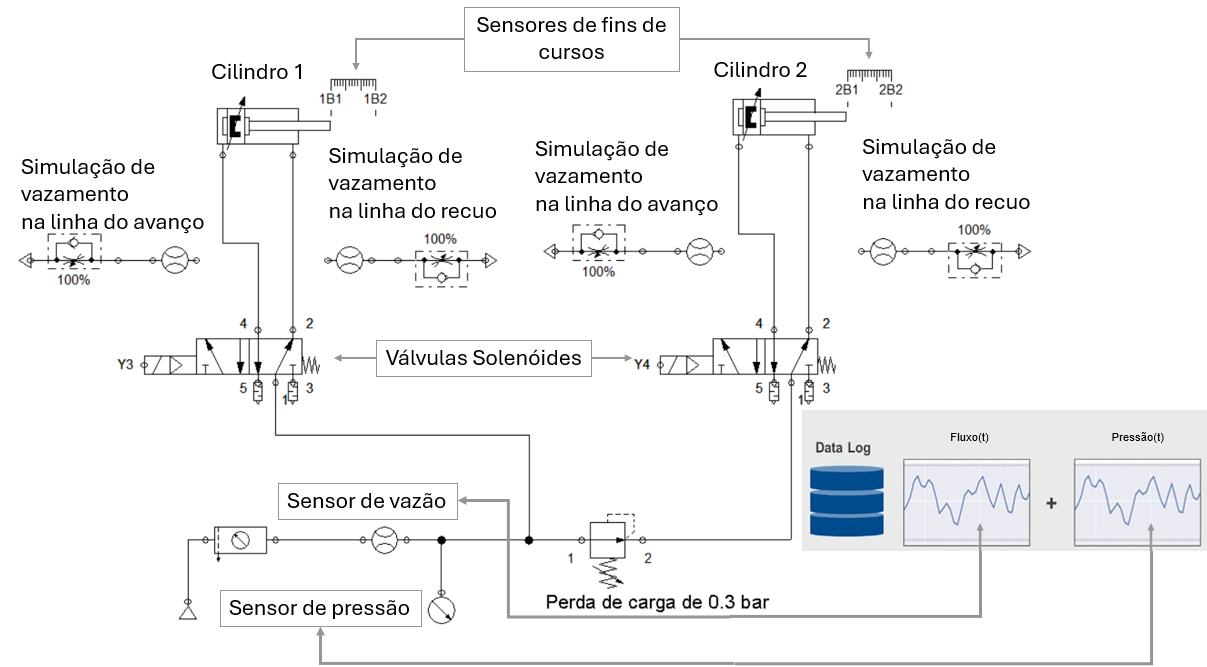 Sensores de fins de
cursos
Cilindro 1
1B1
1B2
Cilindro 2
2B1
2B2
Simulação de
vazamento
na linha do avanço
100%
Simulação de
vazamento
na linha do recuo
100%
Simulação de
vazamento
na linha do avanço
100%
Simulação de
vazamento
na linha do recuo
100%
4
2
Y3
5
1
3
Válvulas Solenóides
4
2
Y4
5
1
3
Data Log
Fluxo(t)
+
Pressão(t)
Sensor de vazão
1
2
Sensor de pressão
Perda de carga de 0.3 bar